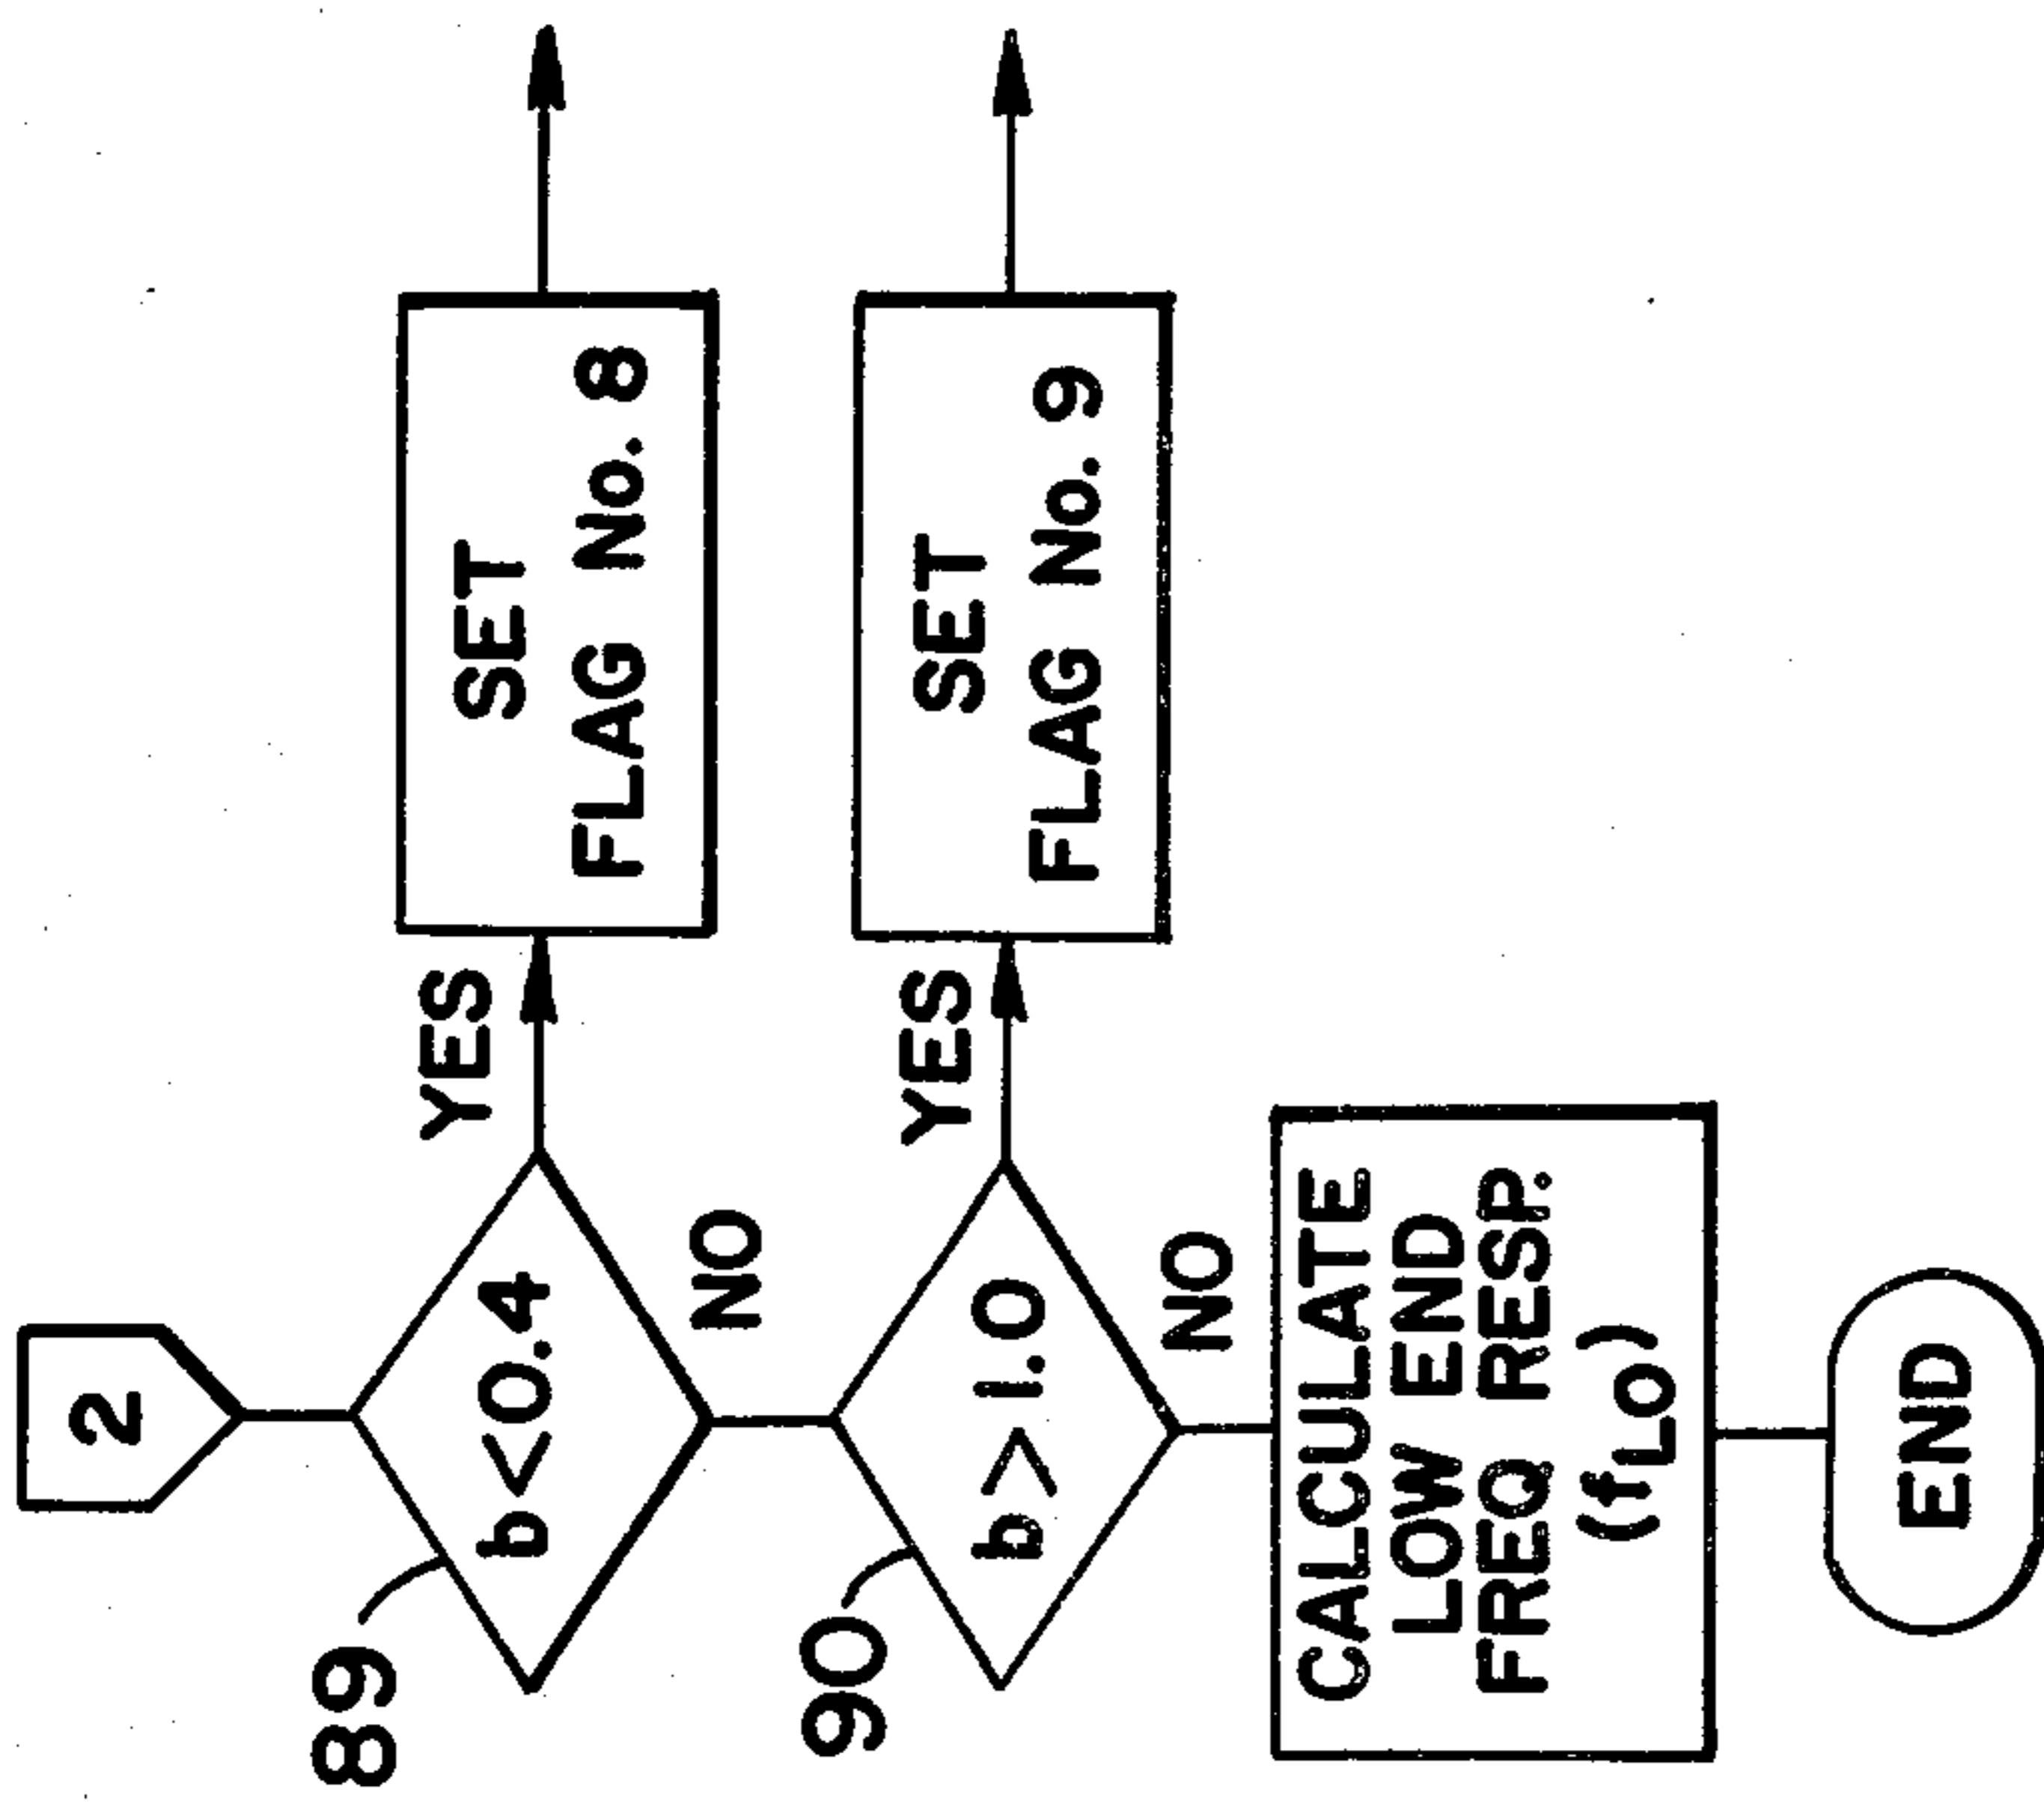 2
89
b<0.4
YES
SET
FLAG No. 8
NO
90
b>1.0
YES
SET
FLAG No. 9
NO
CALCULATE
LOW END
FREQ RESP.
(fLO)
END